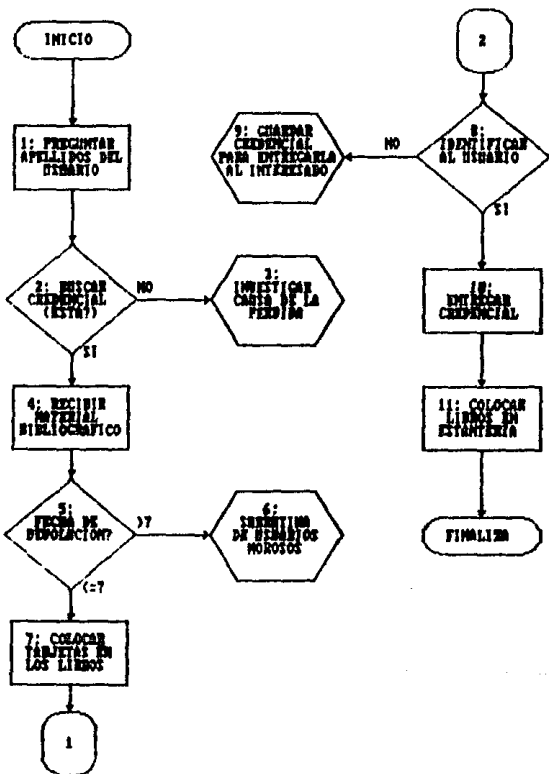 INICIO
1: PREGUNTAR
APELLIDOS DEL
USUARIO
2: BUSCAR
CREDENCIAL
(ESTA?)
NO
SI
3:
INVESTIGAR
CAUSA DE LA
PERDIDA
4: RECIBIR
MATERIAL
BIBLIOGRAFICO
5:
FECHA DE
DEVOLUCION?
>?
<=?
6:
SUBRUTINA
DE USUARIOS
MOROSOS
7: COLOCAR
TARJETAS EN
LOS LIBROS
1
2
8:
IDENTIFICAR
AL USUARIO
NO
SI
9: GUARDAR
CREDENCIAL
PARA ENTREGARLA
AL INTERESADO
10:
ENTREGAR
CREDENCIAL
11: COLOCAR
LIBROS EN
ESTANTERIA
FINALIZA